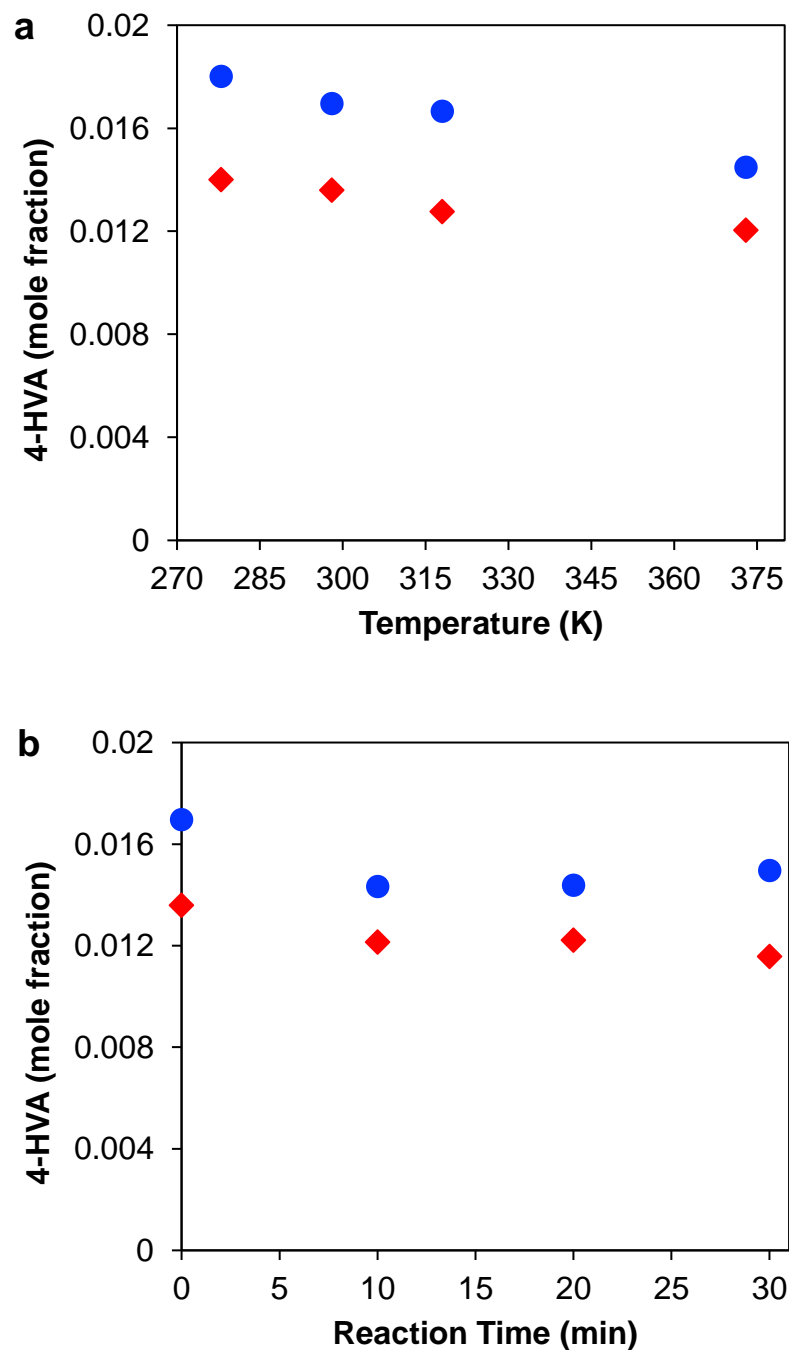 a
4-HVA (mole fraction)
0.02
0.016
0.012
0.008
0.004
0
270 285 300 315 330 345 360 375
Temperature (K)
b
4-HVA (mole fraction)
0.02
0.016
0.012
0.008
0.004
0
0 5 10 15 20 25 30
Reaction Time (min)